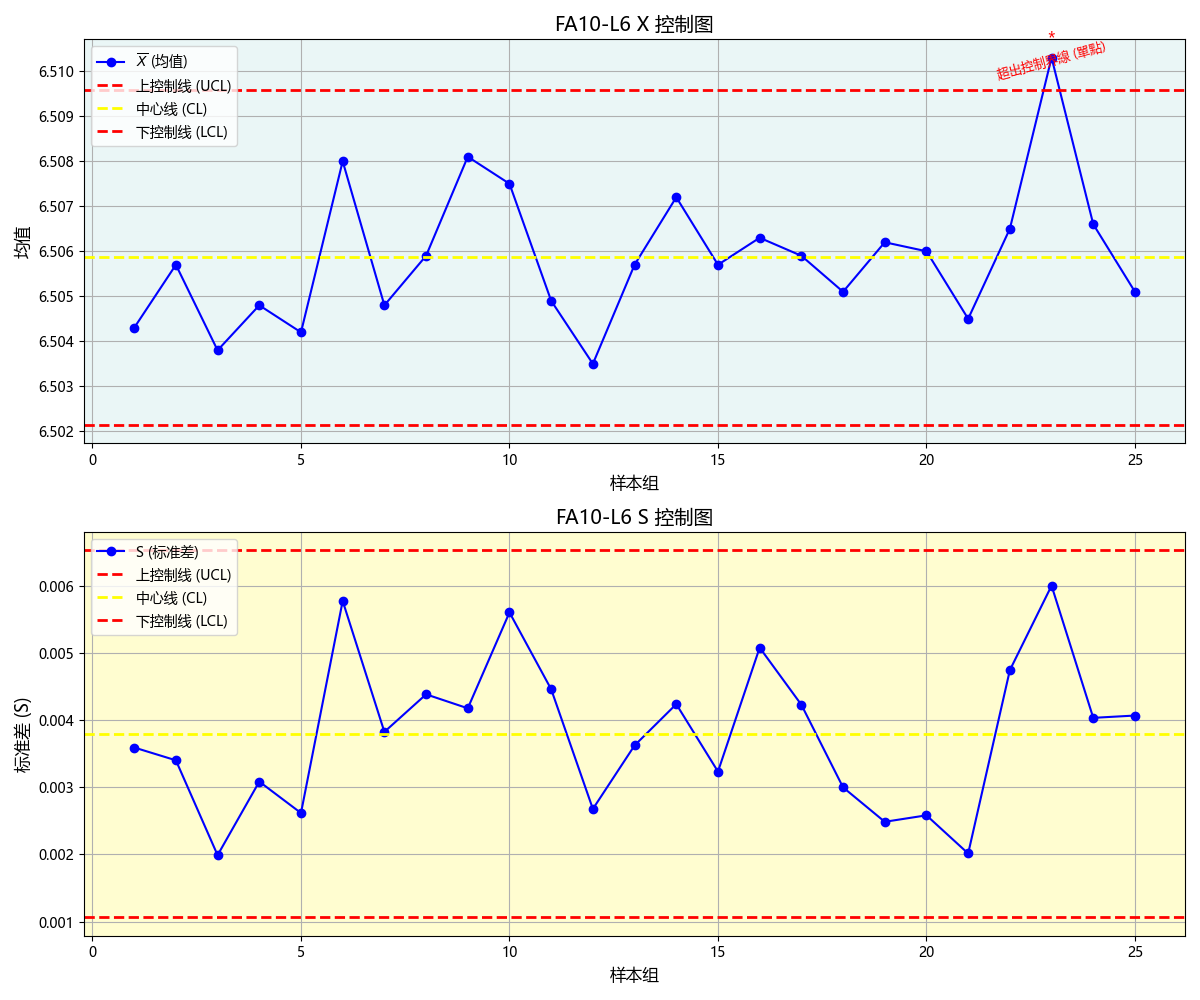 FA10-L6 X 控制图
*
超出控制界線 (單點)
X̅ (均值)
上控制线 (UCL)
中心线 (CL)
下控制线 (LCL)
均值
6.510
6.509
6.508
6.507
6.506
6.505
6.504
6.503
6.502
0 5 10 15 20 25
样本组
FA10-L6 S 控制图
S (标准差)
上控制线 (UCL)
中心线 (CL)
下控制线 (LCL)
标准差 (S)
0.006
0.005
0.004
0.003
0.002
0.001
0 5 10 15 20 25
样本组